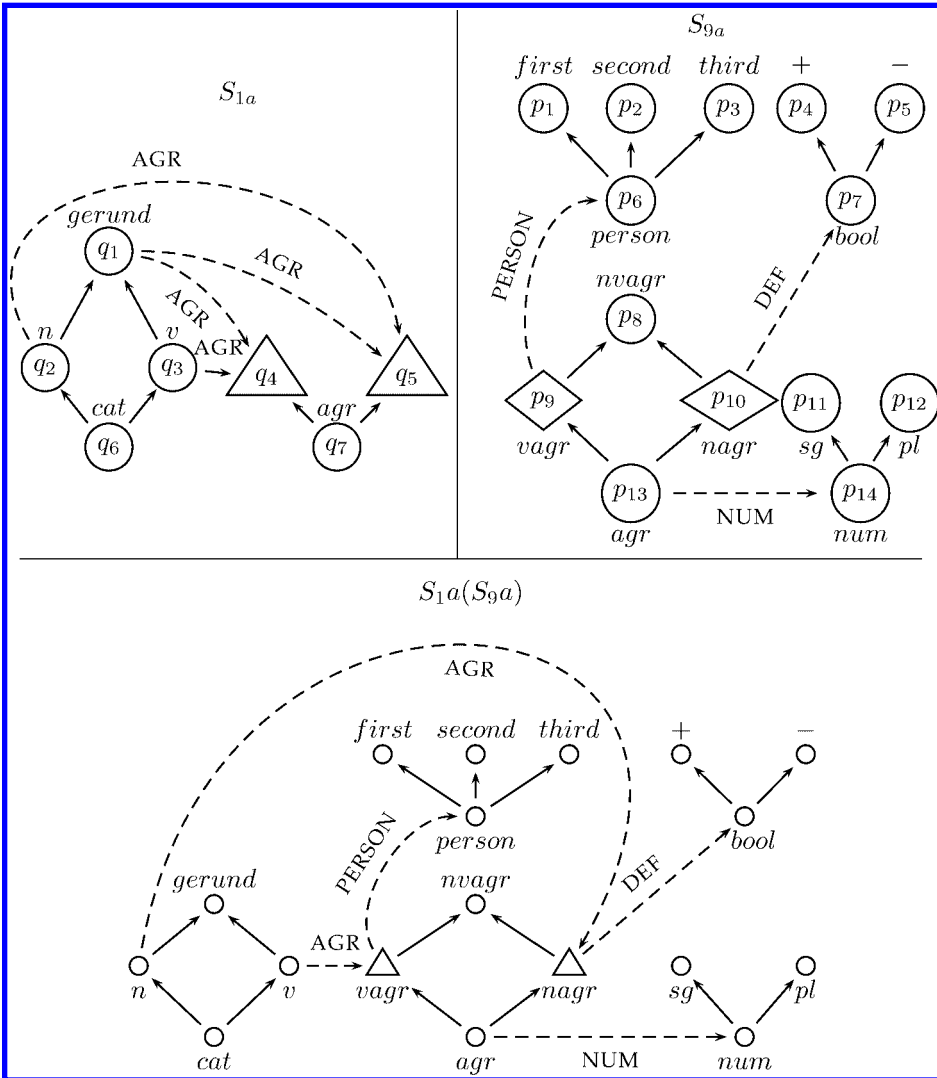 S1a
AGR
gerund
q1
AGR
AGR
n
v
AGR
q2
q3
q4
q5
cat
agr
q6
q7
S9a
first second third + −
p1 p2 p3 p4 p5
p6 p7
person bool
PERSON
DEF
nvagr
p8
p9 p10 p11 p12
vagr nagr sg pl
p13 p14
NUM
agr num
S1a(S9a)
AGR
first second third + −
person bool
PERSON
DEF
gerund nvagr
AGR
n v vagr nagr sg pl
cat agr NUM num